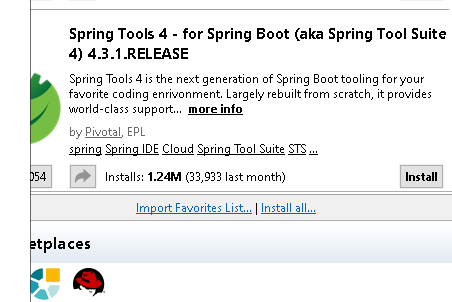 Spring Tools 4 - for Spring Boot (aka Spring Tool Suite
4) 4.3.1.RELEASE
Spring Tools 4 is the next generation of Spring Boot tooling for your
favorite coding enrivonment. Largely rebuilt from scratch, it provides
world-class support... more info
by Pivotal, EPL
spring Spring IDE Cloud Spring Tool Suite STS ...
054 Installs: 1.24M (33,933 last month) Install
Import Favorites List... | Install all...
etplaces